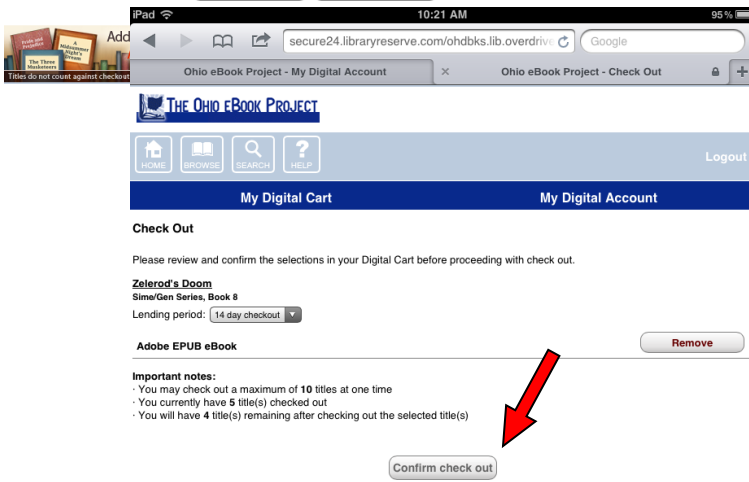 iPad 10:21 AM 95%
secure24.libraryreserve.com/ohdbks.lib.overdriv Google
Ohio eBook Project - My Digital Account × Ohio eBook Project - Check Out +
Add
Pride and Prejudice
A Midsummer Night's Dream
The Three Musketeers
Titles do not count against checkout
THE OHIO EBOOK PROJECT
HOME BROWSE SEARCH HELP Logout
My Digital Cart My Digital Account
Check Out
Please review and confirm the selections in your Digital Cart before proceeding with check out.
Zelerod's Doom
Sime/Gen Series, Book 8
Lending period: 14 day checkout
Adobe EPUB eBook Remove
Important notes:
· You may check out a maximum of 10 titles at one time
· You currently have 5 title(s) checked out
· You will have 4 title(s) remaining after checking out the selected title(s)
Confirm check out